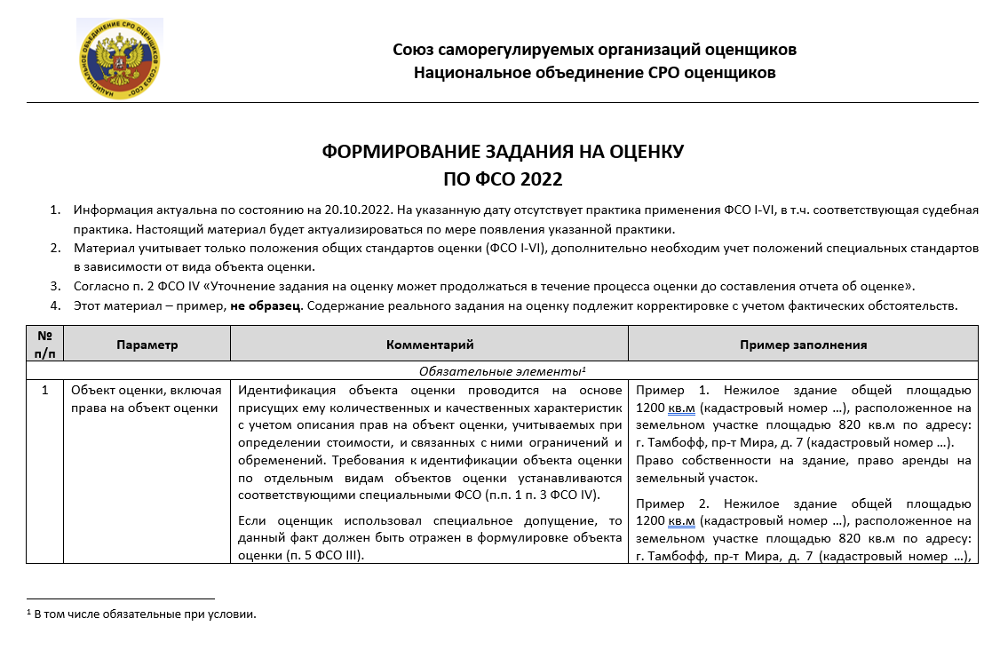 НАЦИОНАЛЬНОЕ ОБЪЕДИНЕНИЕ СРО ОЦЕНЩИКОВ "СОЮЗ СОО"
Союз саморегулируемых организаций оценщиков
Национальное объединение СРО оценщиков
ФОРМИРОВАНИЕ ЗАДАНИЯ НА ОЦЕНКУ
ПО ФСО 2022
1. Информация актуальна по состоянию на 20.10.2022. На указанную дату отсутствует практика применения ФСО I-VI, в т.ч. соответствующая судебная
практика. Настоящий материал будет актуализироваться по мере появления указанной практики.
2. Материал учитывает только положения общих стандартов оценки (ФСО I-VI), дополнительно необходим учет положений специальных стандартов
в зависимости от вида объекта оценки.
3. Согласно п. 2 ФСО IV «Уточнение задания на оценку может продолжаться в течение процесса оценки до составления отчета об оценке».
4. Этот материал – пример, не образец. Содержание реального задания на оценку подлежит корректировке с учетом фактических обстоятельств.
№
п/п
Параметр
Комментарий
Пример заполнения
Обязательные элементы¹
1
Объект оценки, включая
права на объект оценки
Идентификация объекта оценки проводится на основе
присущих ему количественных и качественных характеристик
с учетом описания прав на объект оценки, учитываемых при
определении стоимости, и связанных с ними ограничений и
обременений. Требования к идентификации объекта оценки
по отдельным видам объектов оценки устанавливаются
соответствующими специальными ФСО (п.п. 1 п. 3 ФСО IV).
Если оценщик использовал специальное допущение, то
данный факт должен быть отражен в формулировке объекта
оценки (п. 5 ФСО III).
Пример 1. Нежилое здание общей площадью
1200 кв.м (кадастровый номер …), расположенное на
земельном участке площадью 820 кв.м по адресу:
г. Тамбофф, пр-т Мира, д. 7 (кадастровый номер …).
Право собственности на здание, право аренды на
земельный участок.
Пример 2. Нежилое здание общей площадью
1200 кв.м (кадастровый номер …), расположенное на
земельном участке площадью 820 кв.м по адресу:
г. Тамбофф, пр-т Мира, д. 7 (кадастровый номер …),
¹ В том числе обязательные при условии.